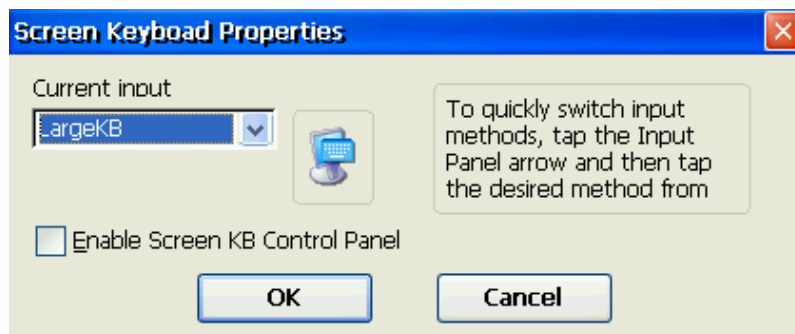 Screen Keyboad Properties
Current input
LargeKB
To quickly switch input
methods, tap the Input
Panel arrow and then tap
the desired method from
Enable Screen KB Control Panel
OK
Cancel